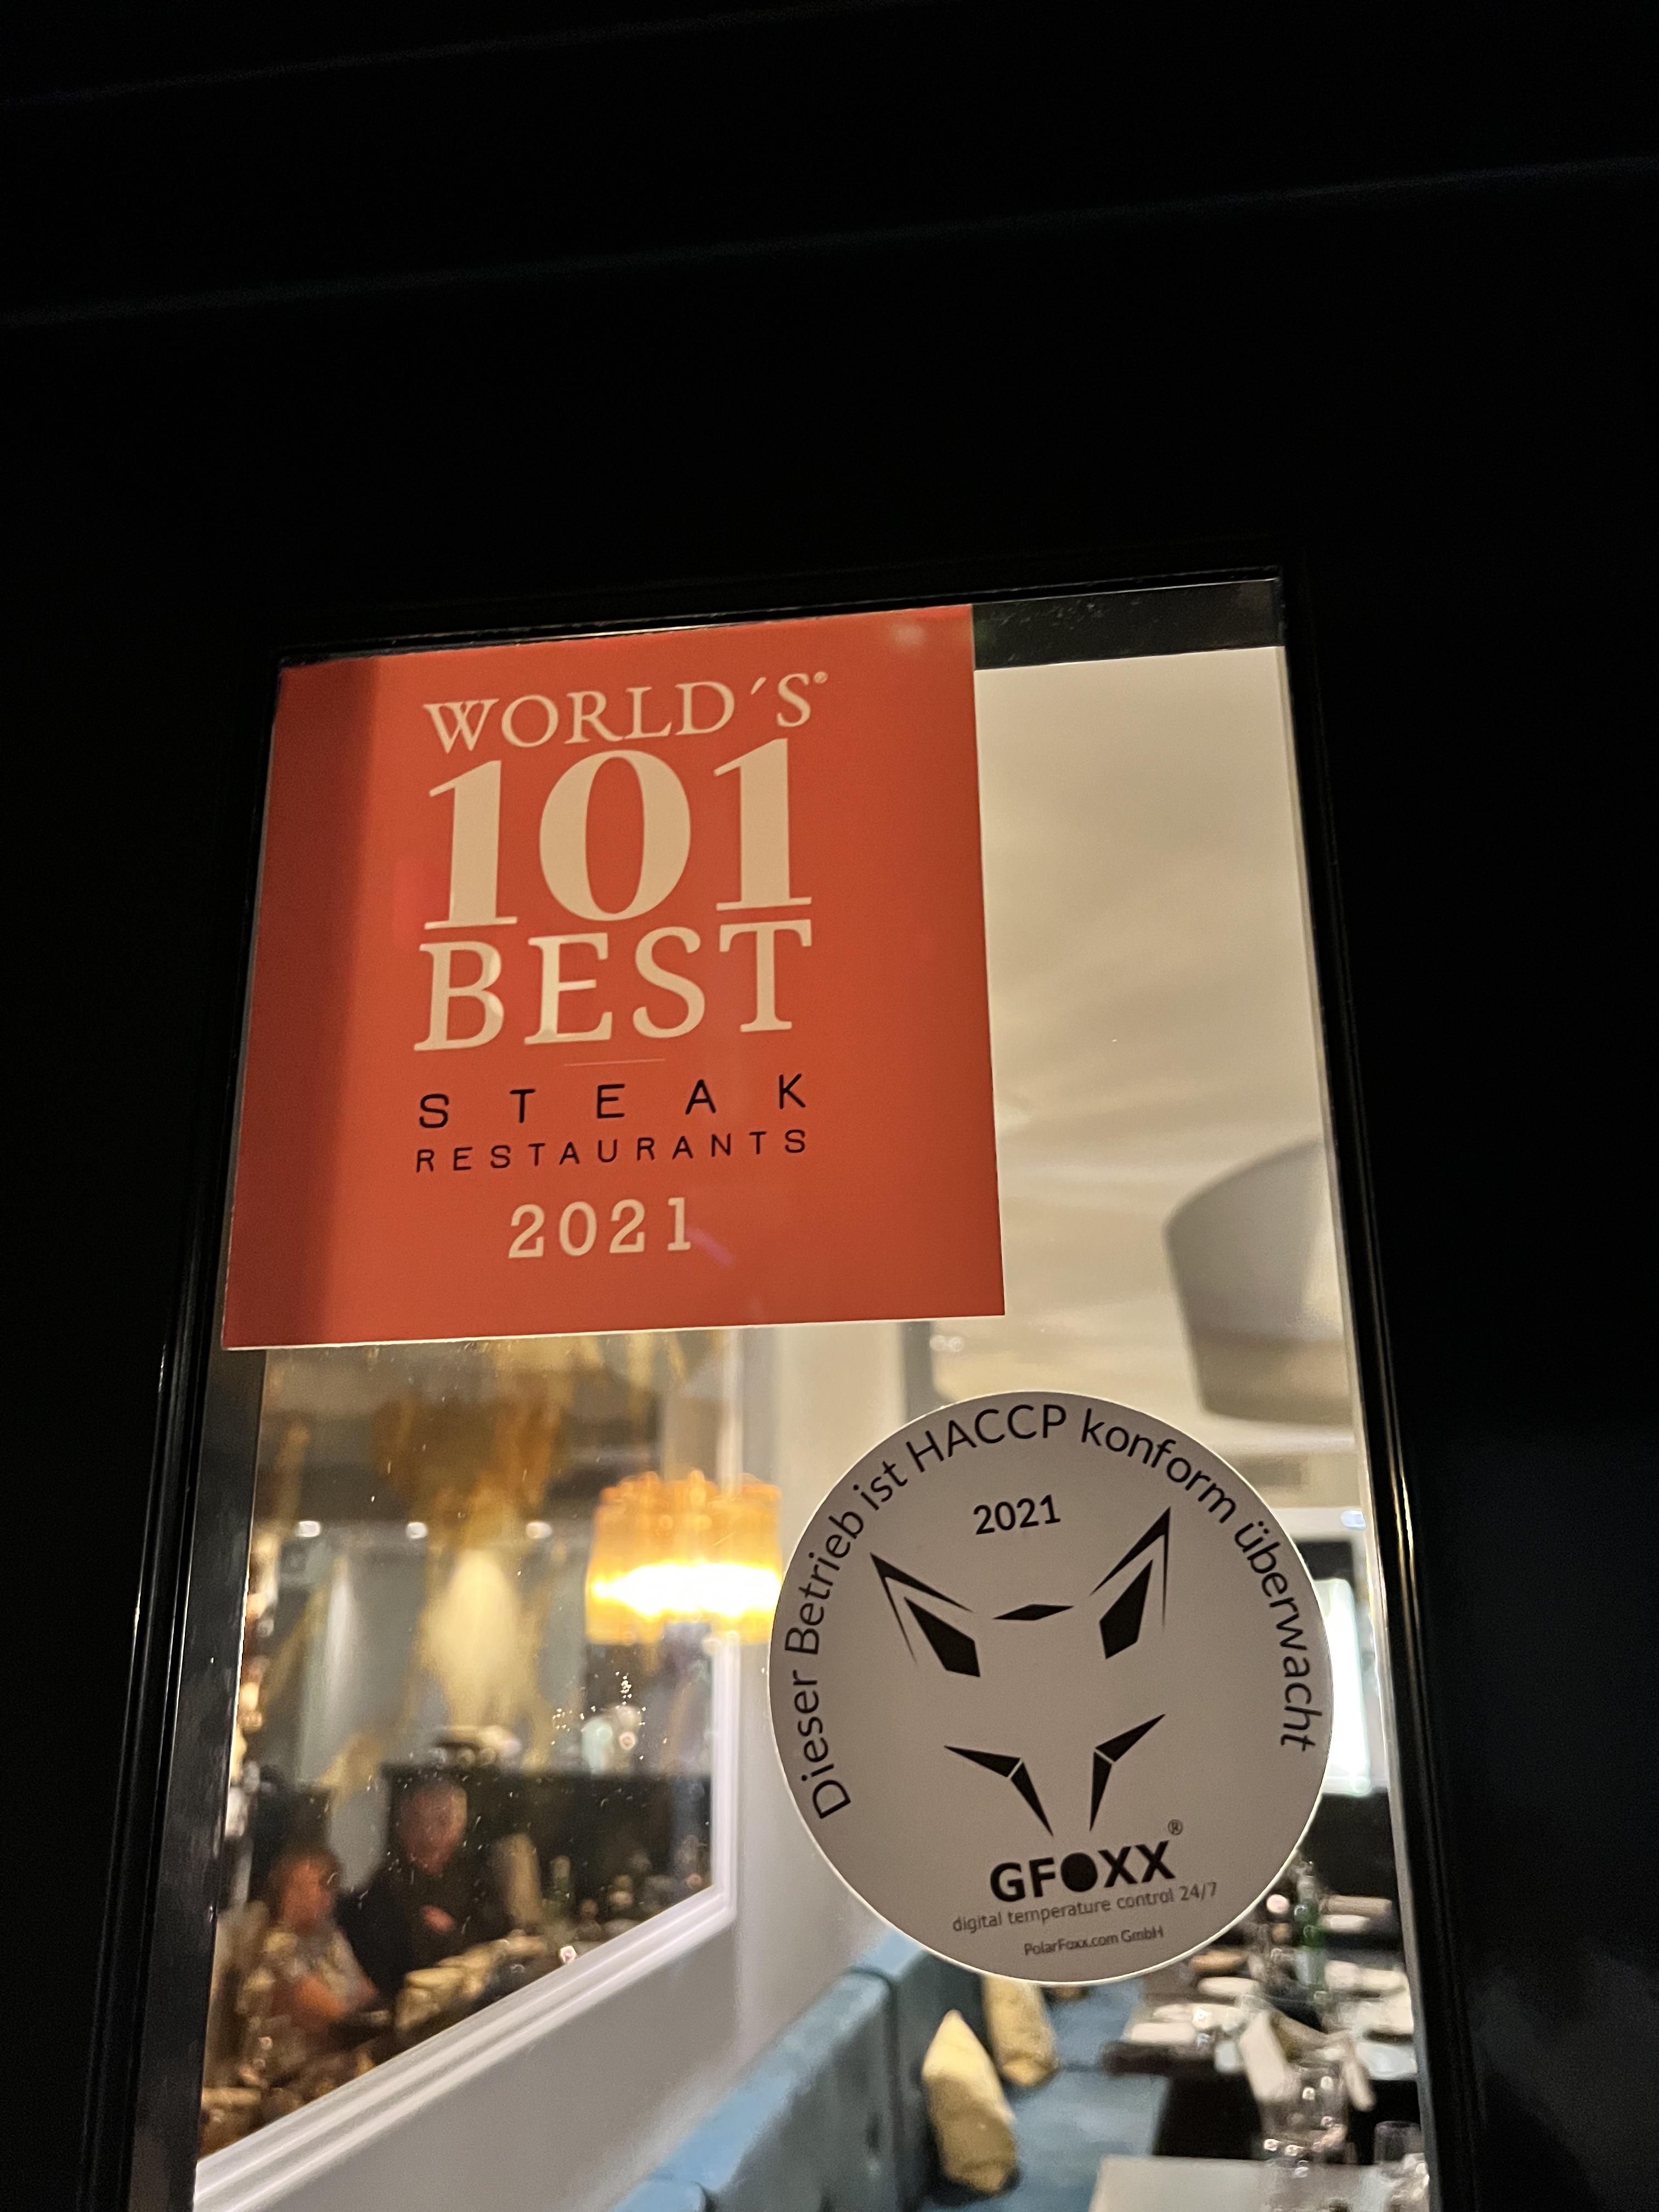 WORLD´S®
101
BEST
STEAK
RESTAURANTS
2021
Dieser Betrieb ist HACCP konform überwacht
2021
GFOXX®
digital temperature control 24/7
PolarFoxx.com GmbH